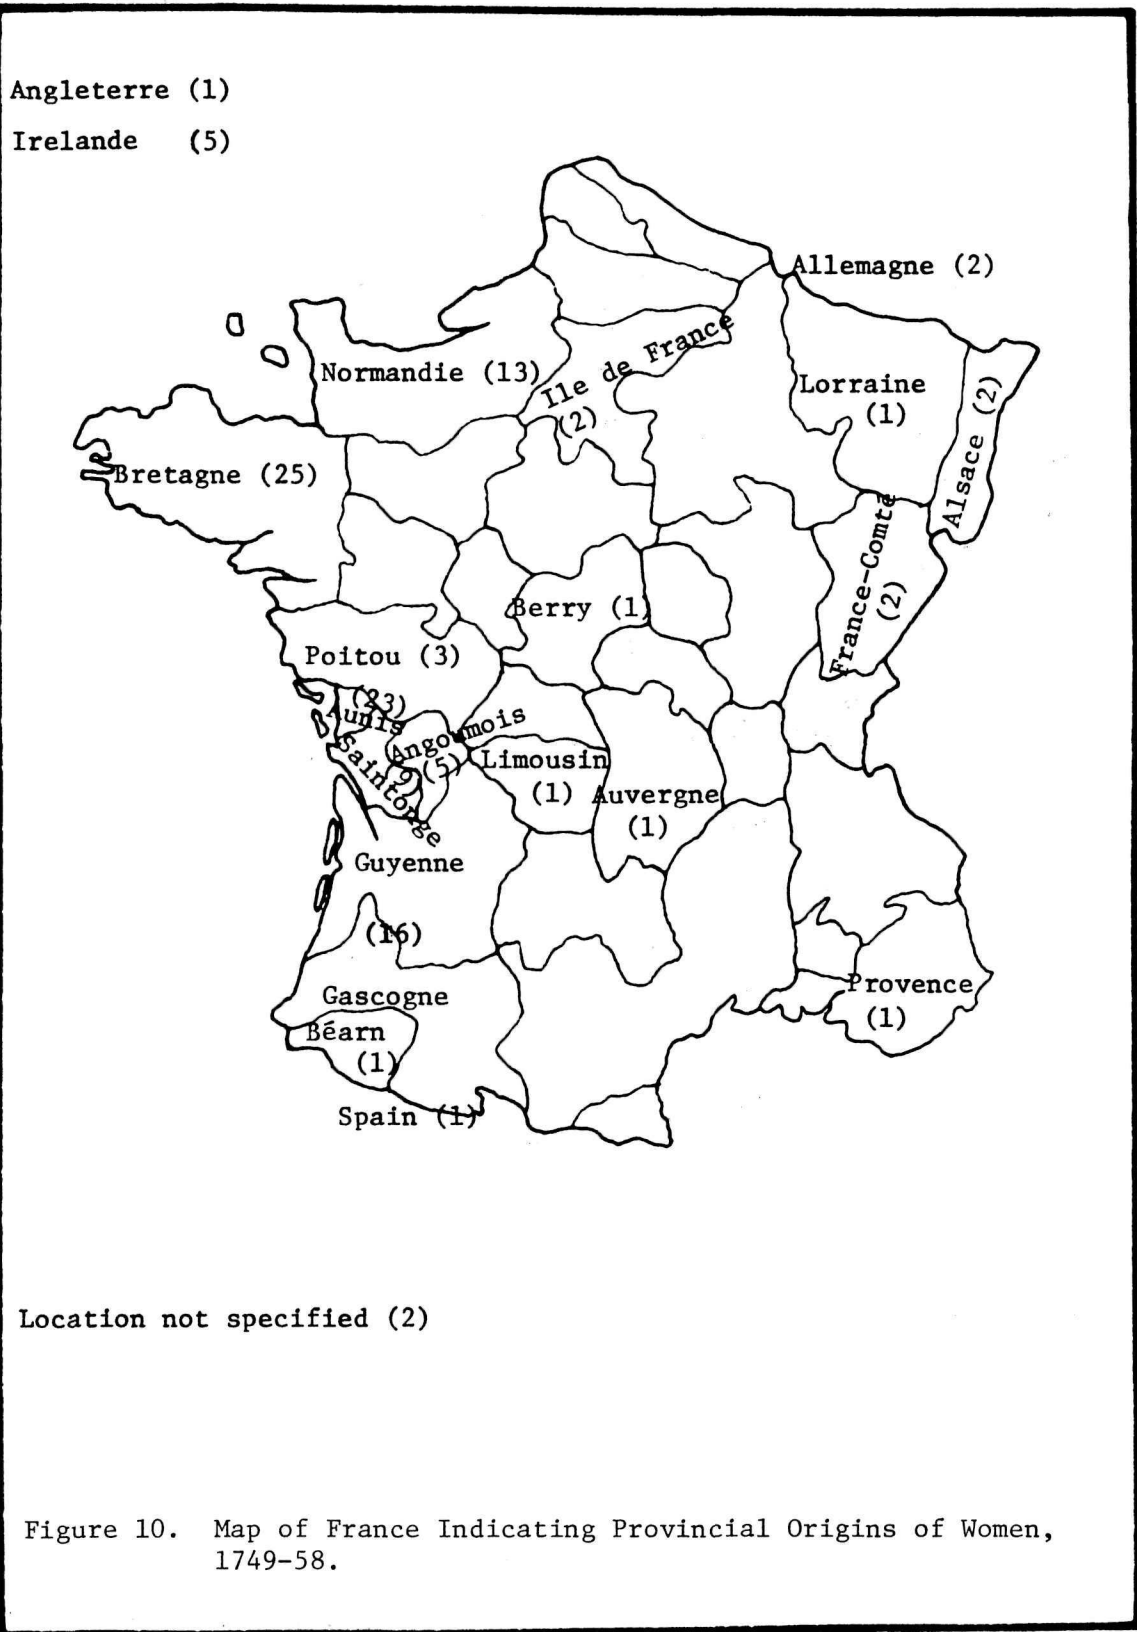 Angleterre (1)
Irelande (5)
Allemagne (2)
Ile de France
(2)
Normandie (13)
Lorraine
(1)
Alsace (2)
Bretagne (25)
Franche-Comté
(2)
Berry (1)
Poitou (3)
(23)
Aunis
Angoumois
(5)
Saintonge
9)
Limousin
(1)
Auvergne
(1)
Guyenne
(16)
Gascogne
Béarn
(1)
Provence
(1)
Spain (1)
Location not specified (2)
Figure 10. Map of France Indicating Provincial Origins of Women,
1749-58.